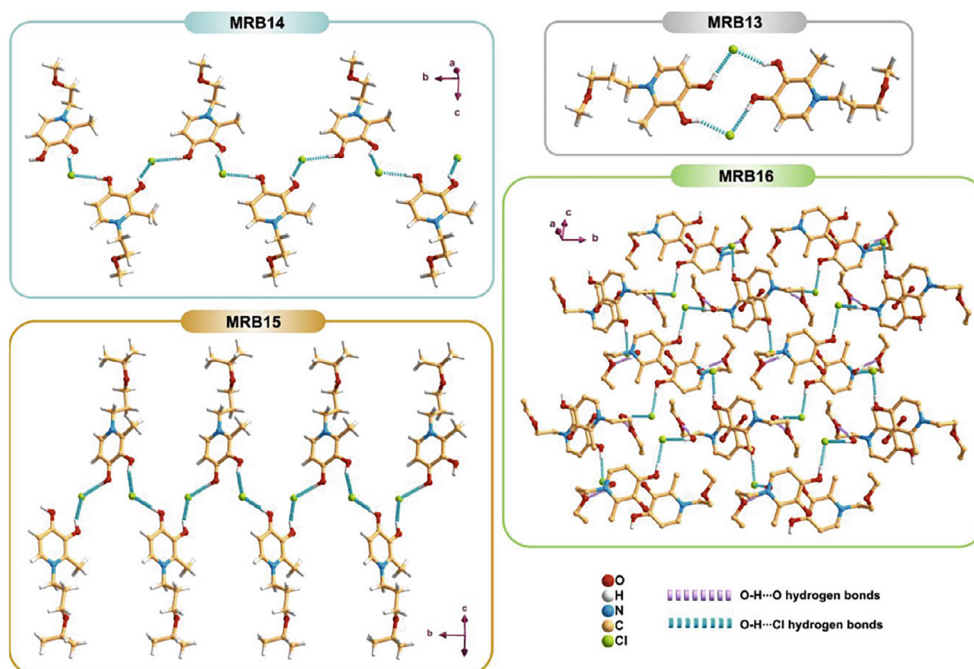 MRB14
a
b
c
MRB13
MRB16
c
a
b
MRB15
c
b
O
H
N
C
Cl
O-H···O hydrogen bonds
O-H···Cl hydrogen bonds